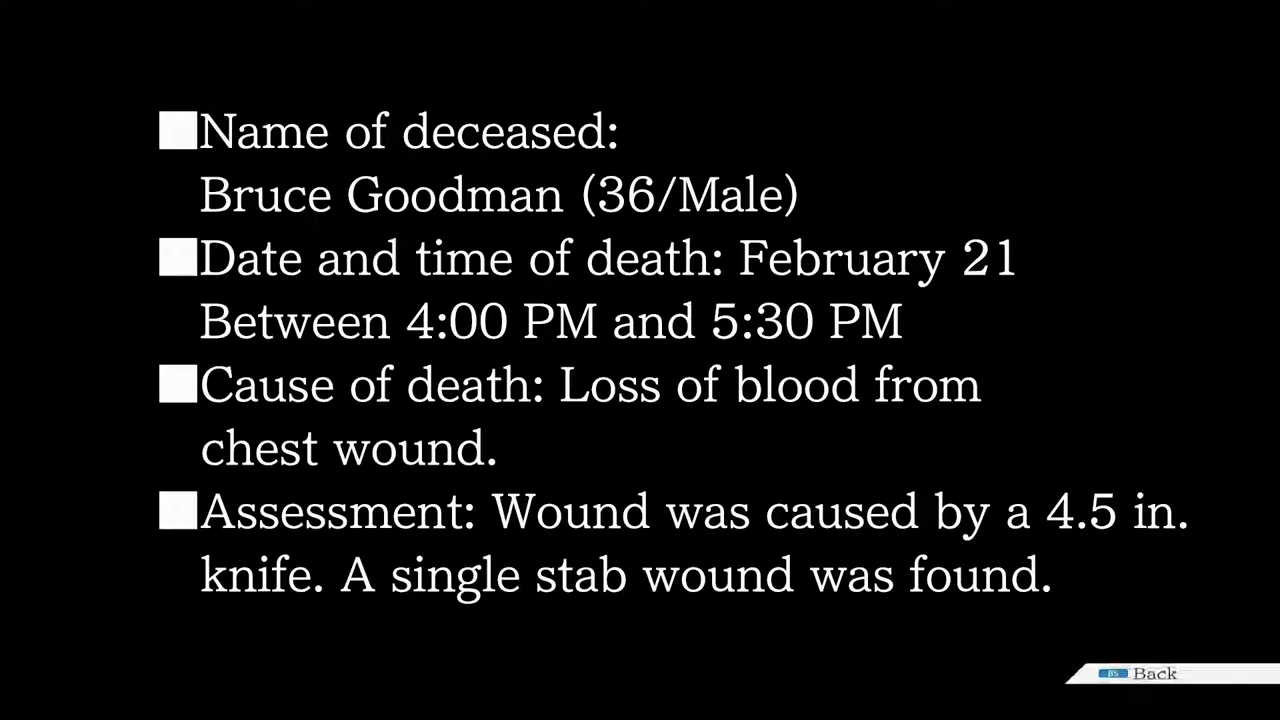 ■Name of deceased:
Bruce Goodman (36/Male)
■Date and time of death: February 21
Between 4:00 PM and 5:30 PM
■Cause of death: Loss of blood from
chest wound.
■Assessment: Wound was caused by a 4.5 in.
knife. A single stab wound was found.
BS Back